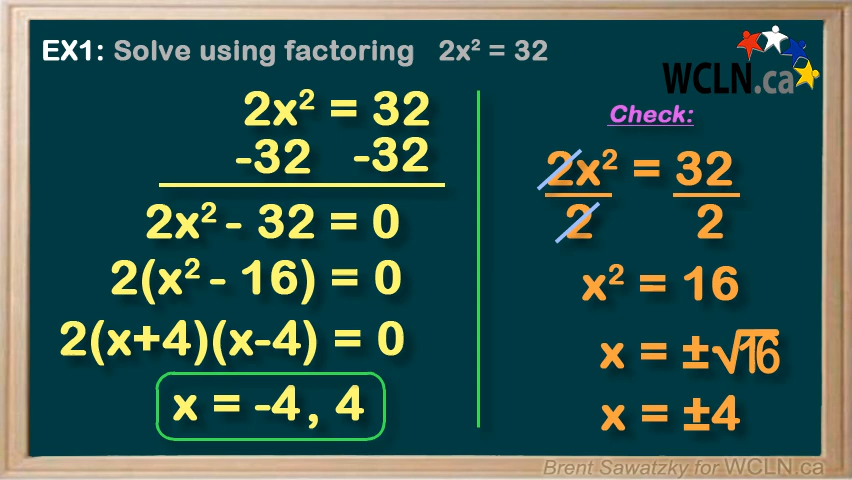 EX1: Solve using factoring 2x² = 32
WCLN.ca
2x² = 32
-32 -32
2x² - 32 = 0
2(x² - 16) = 0
2(x+4)(x-4) = 0
x = -4, 4
Check:
2x² = 32
2 2
x² = 16
x = ±√16
x = ±4
Brent Sawatzky for WCLN.ca